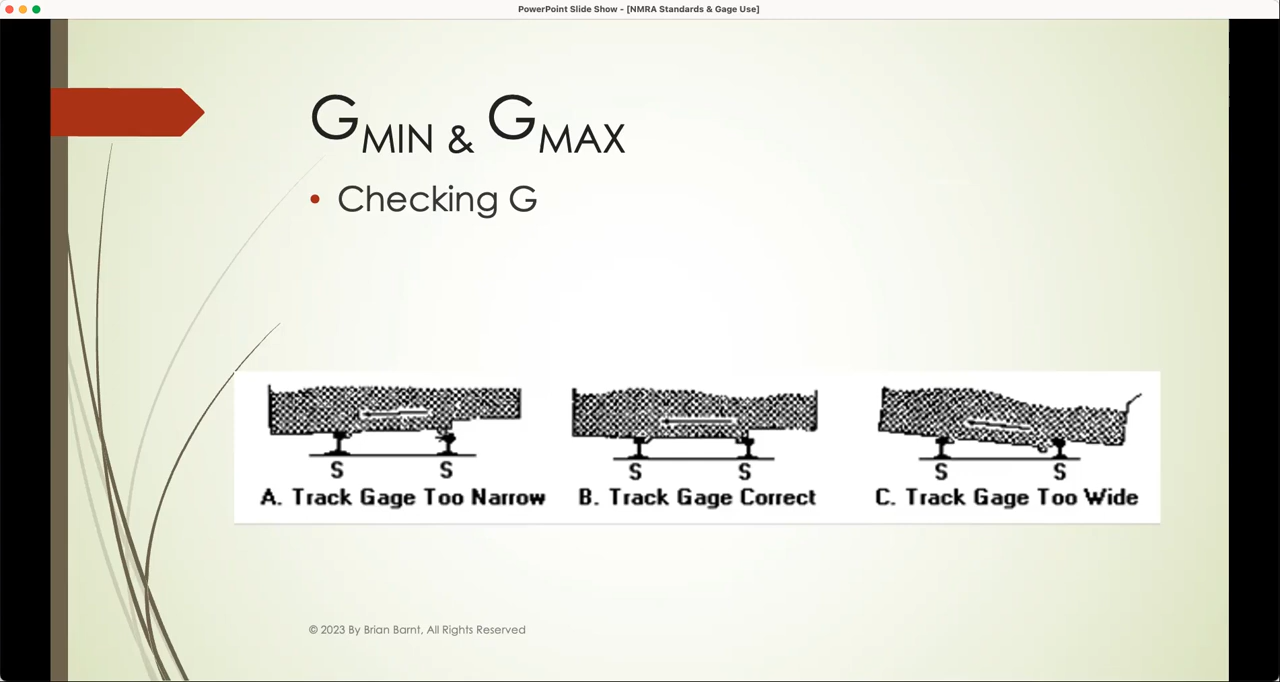 PowerPoint Slide Show - [NMRA Standards & Gage Use]
GMIN & GMAX
• Checking G
S S S S S S
A. Track Gage Too Narrow B. Track Gage Correct C. Track Gage Too Wide
© 2023 By Brian Barnt, All Rights Reserved